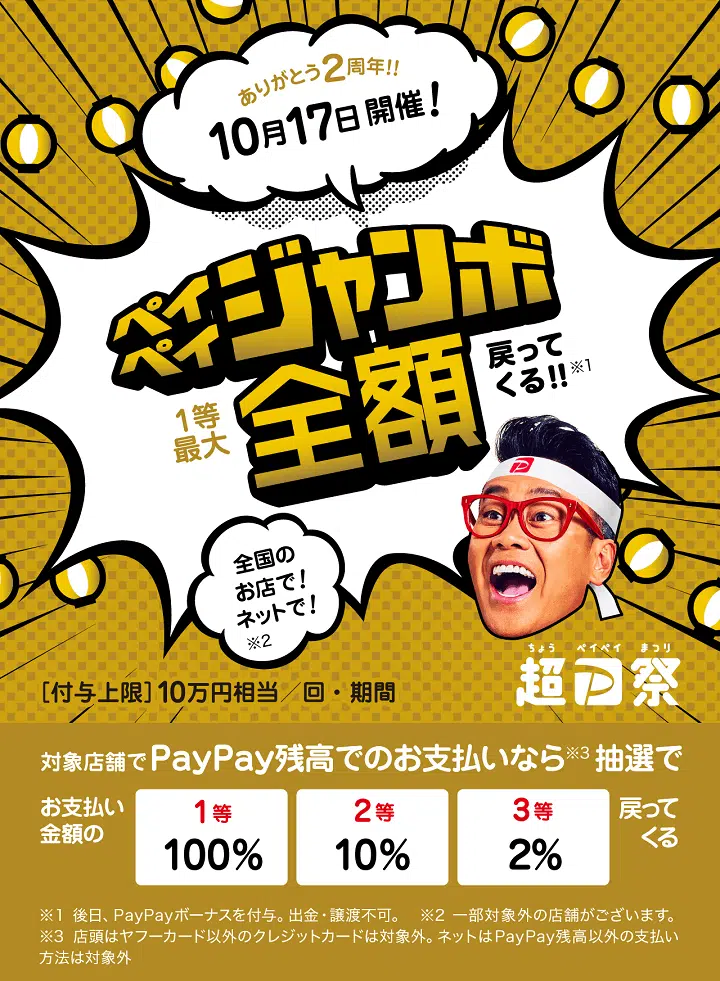 ありがとう2周年!!
10月17日開催!
ペイペイジャンボ
1等最大
全額
戻ってくる!!※1
全国の
お店で!
ネットで!
※2
ちょう ペイペイ まつり
超P祭
[付与上限]10万円相当/回・期間
対象店舗でPayPay残高でのお支払いなら※3抽選で
お支払い金額の
1等
100%
2等
10%
3等
2%
戻ってくる
※1 後日、PayPayボーナスを付与。出金・譲渡不可。 ※2 一部対象外の店舗がございます。
※3 店頭はヤフーカード以外のクレジットカードは対象外。ネットはPayPay残高以外の支払い
方法は対象外